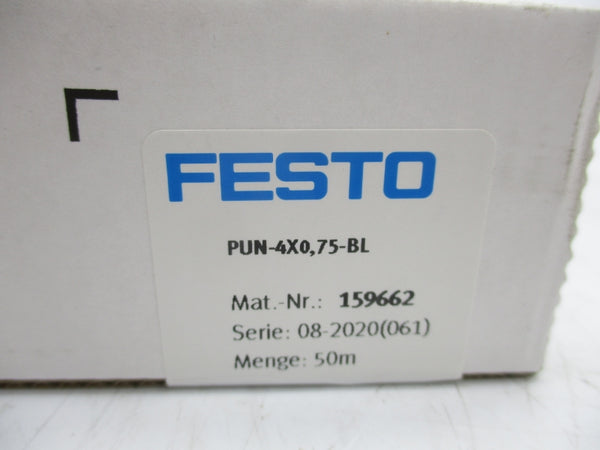 FESTO
PUN-4X0,75-BL
Mat.-Nr.: 159662
Serie: 08-2020(061)
Menge: 50m